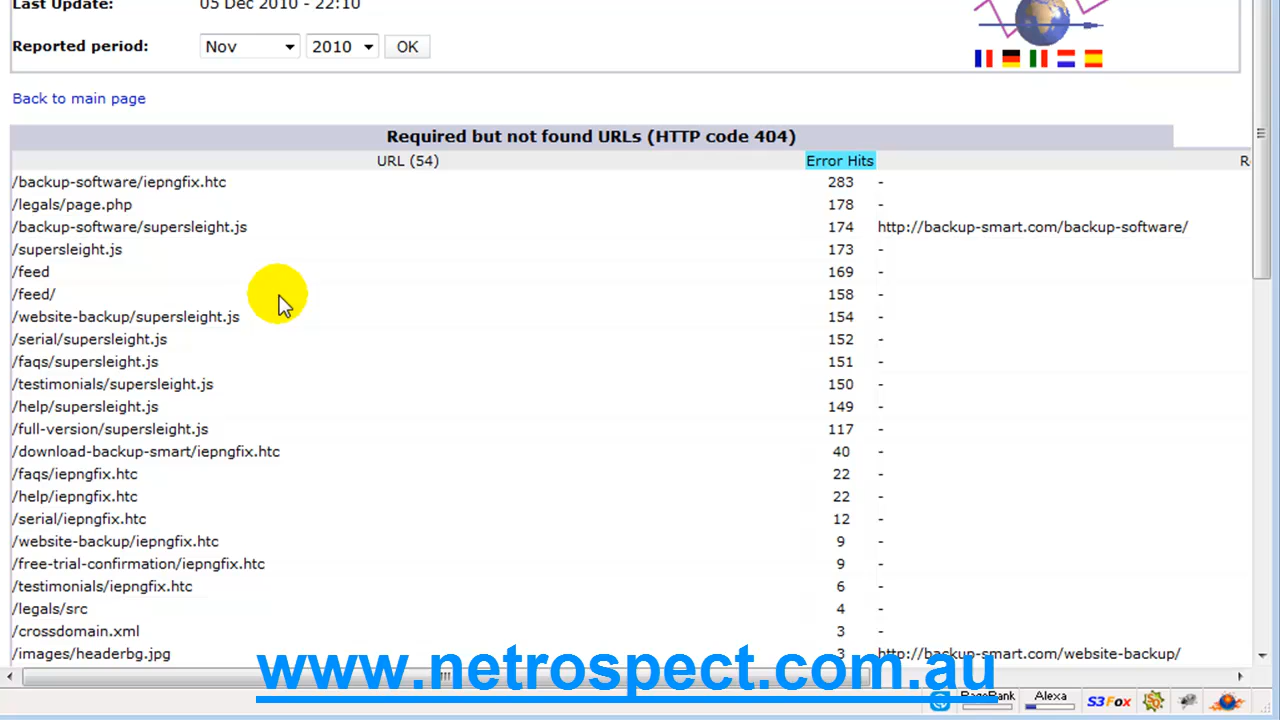 Last Update: 05 Dec 2010 - 22:10
Reported period: Nov 2010 OK
Back to main page
Required but not found URLs (HTTP code 404)
URL (54) Error Hits R
/backup-software/iepngfix.htc 283 -
/legals/page.php 178 -
/backup-software/supersleight.js 174 http://backup-smart.com/backup-software/
/supersleight.js 173 -
/feed 169 -
/feed/ 158 -
/website-backup/supersleight.js 154 -
/serial/supersleight.js 152 -
/faqs/supersleight.js 151 -
/testimonials/supersleight.js 150 -
/help/supersleight.js 149 -
/full-version/supersleight.js 117 -
/download-backup-smart/iepngfix.htc 40 -
/faqs/iepngfix.htc 22 -
/help/iepngfix.htc 22 -
/serial/iepngfix.htc 12 -
/website-backup/iepngfix.htc 9 -
/free-trial-confirmation/iepngfix.htc 9 -
/testimonials/iepngfix.htc 6 -
/legals/src 4 -
/crossdomain.xml 3 -
/images/headerbg.jpg 3 http://backup-smart.com/website-backup/
www.netrospect.com.au
PageRank Alexa S3Fox